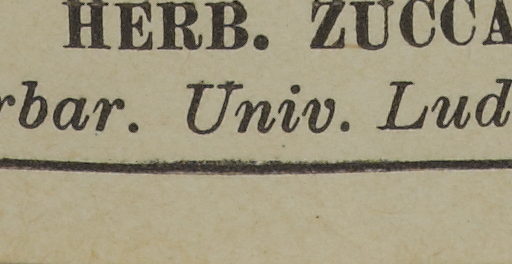 HERB. ZUCCA
rbar. Univ. Lud